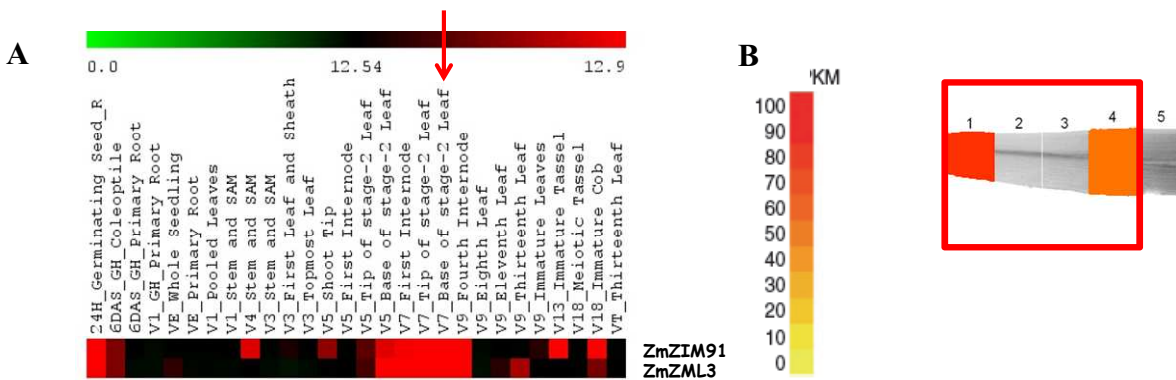 A
0.0 12.54 12.9
24H_Germinating Seed_R
6DAS_GH_Coleoptile
6DAS_GH_Primary Root
V1_GH_Primary Root
VE_Whole Seedling
VE_Primary Root
V1_Pooled Leaves
V1_Stem and SAM
V4_Stem and SAM
V3_Stem and SAM
V3_First Leaf and Sheath
V3_Topmost Leaf
V5_Shoot Tip
V5_First Internode
V5_Tip of stage-2 Leaf
V5_Base of stage-2 Leaf
V7_First Internode
V7_Tip of stage-2 Leaf
V7_Base of stage-2 Leaf
V9_Fourth Internode
V9_Eighth Leaf
V9_Eleventh Leaf
V9_Thirteenth Leaf
V9_Immature Leaves
V13_Immature Tassel
V18_Meiotic Tassel
V18_Immature Cob
VT_Thirteenth Leaf
ZmZIM91
ZmZML3
B
PKM
100
90
80
70
60
50
40
30
20
10
0
1 2 3 4 5